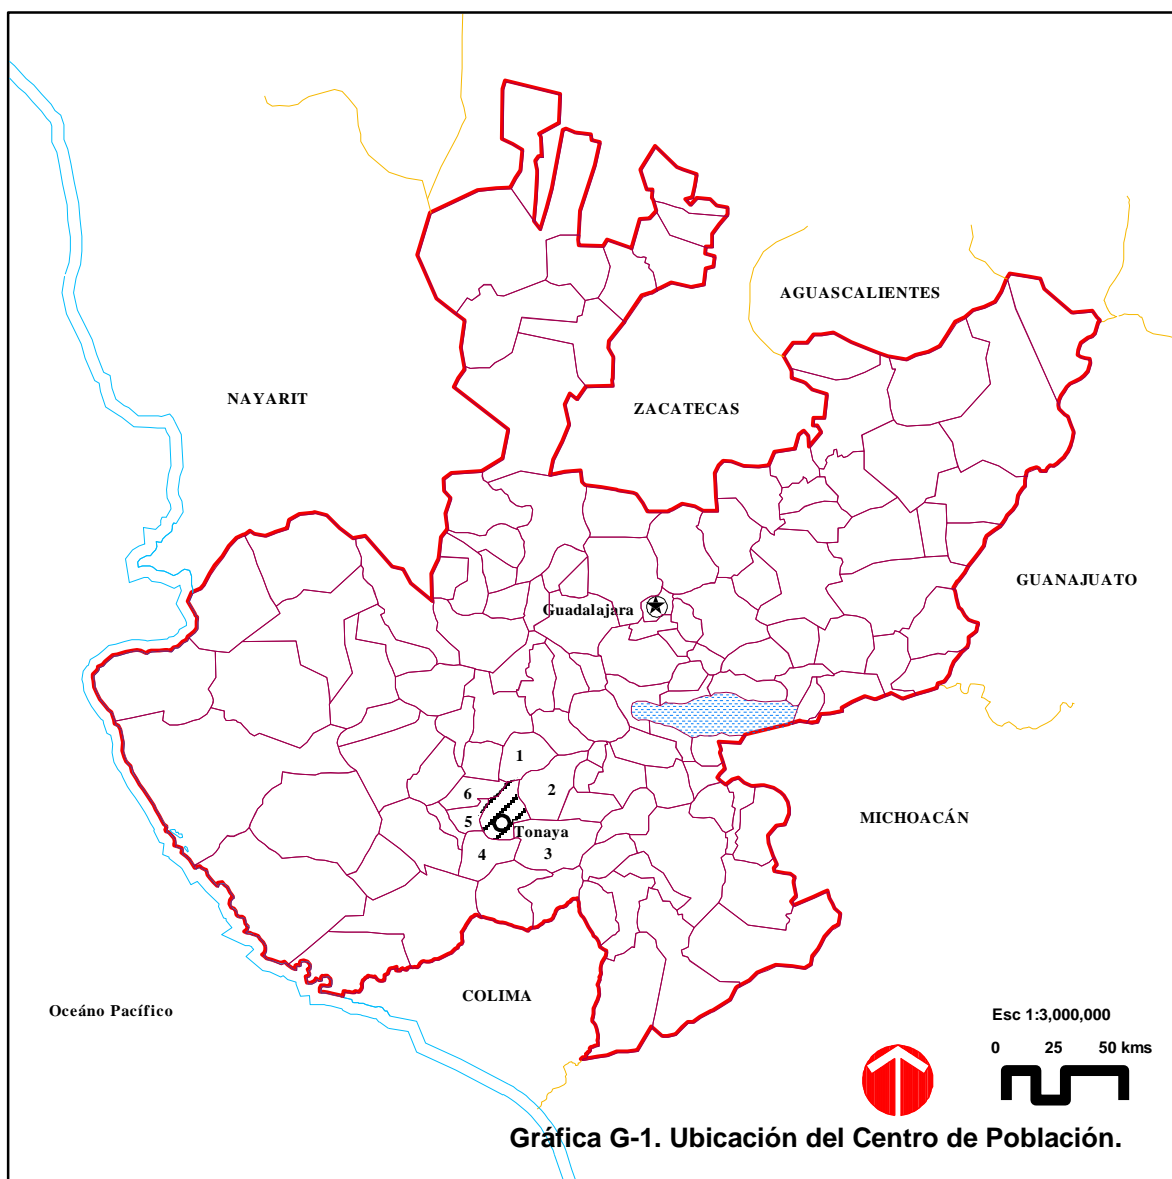 AGUASCALIENTES
NAYARIT
ZACATECAS
GUANAJUATO
Guadalajara
1
6
2
5
Tonaya
4
3
MICHOACÁN
COLIMA
Oceáno Pacífico
Esc 1:3,000,000
0 25 50 kms
Gráfica G-1. Ubicación del Centro de Población.